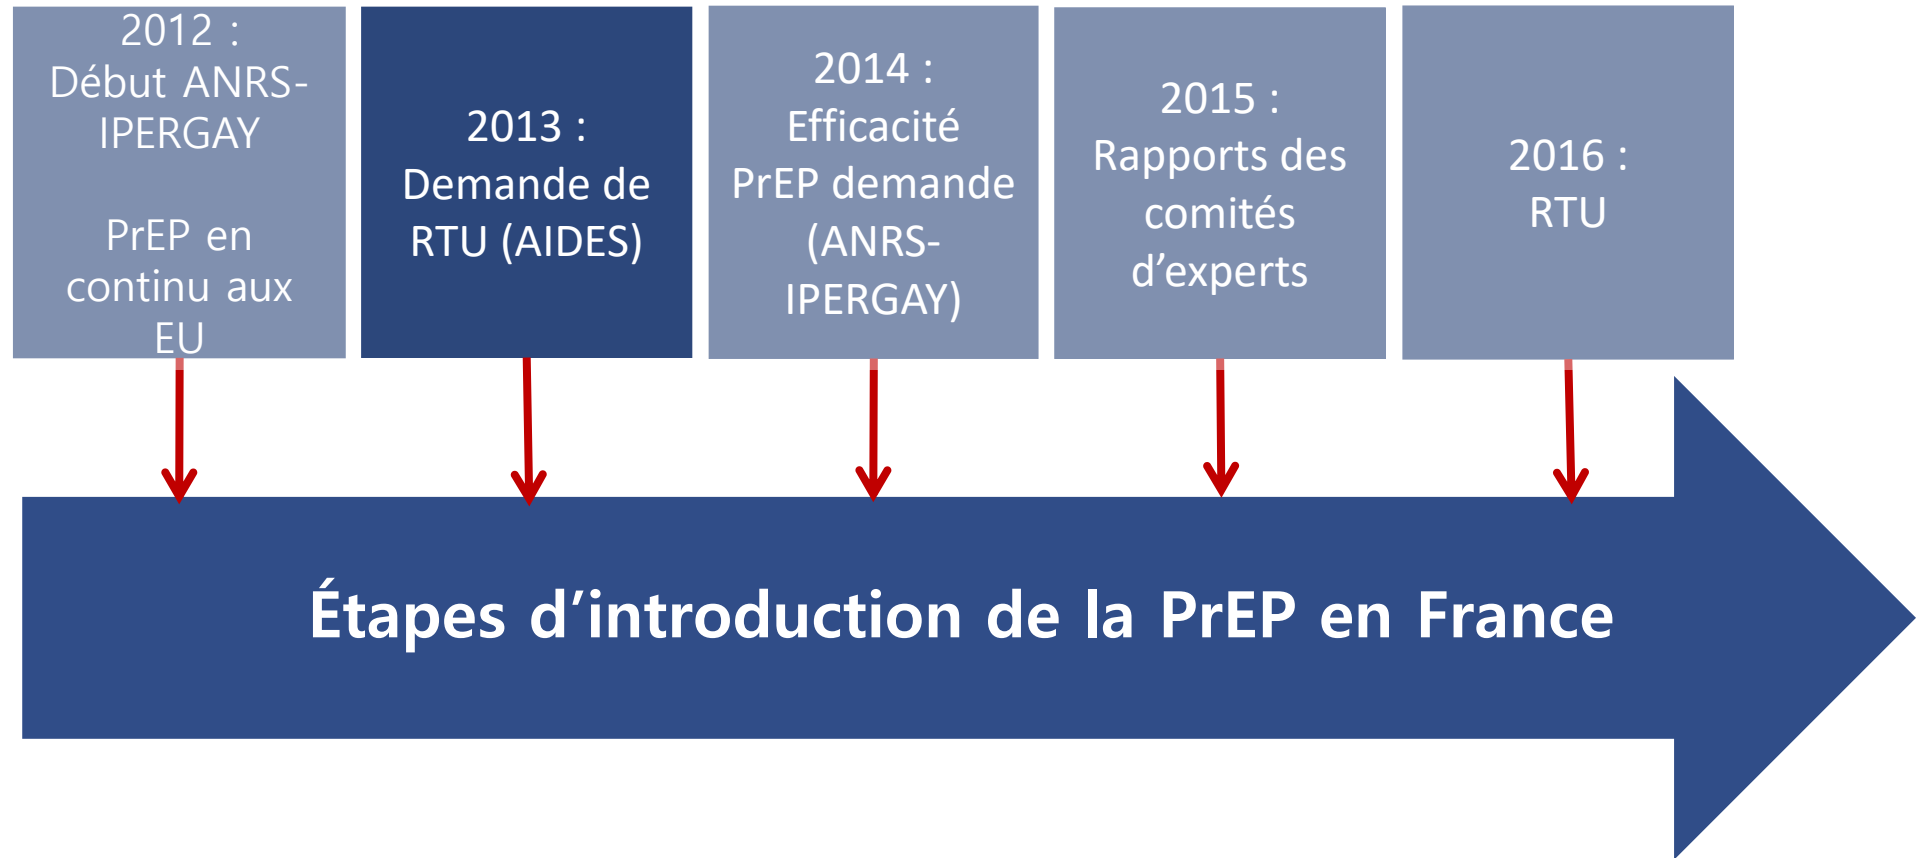 2012 :
Début ANRS-
IPERGAY
PrEP en
continu aux
EU
2013 :
Demande de
RTU (AIDES)
2014 :
Efficacité
PrEP demande
(ANRS-
IPERGAY)
2015 :
Rapports des
comités
d’experts
2016 :
RTU
Étapes d’introduction de la PrEP en France